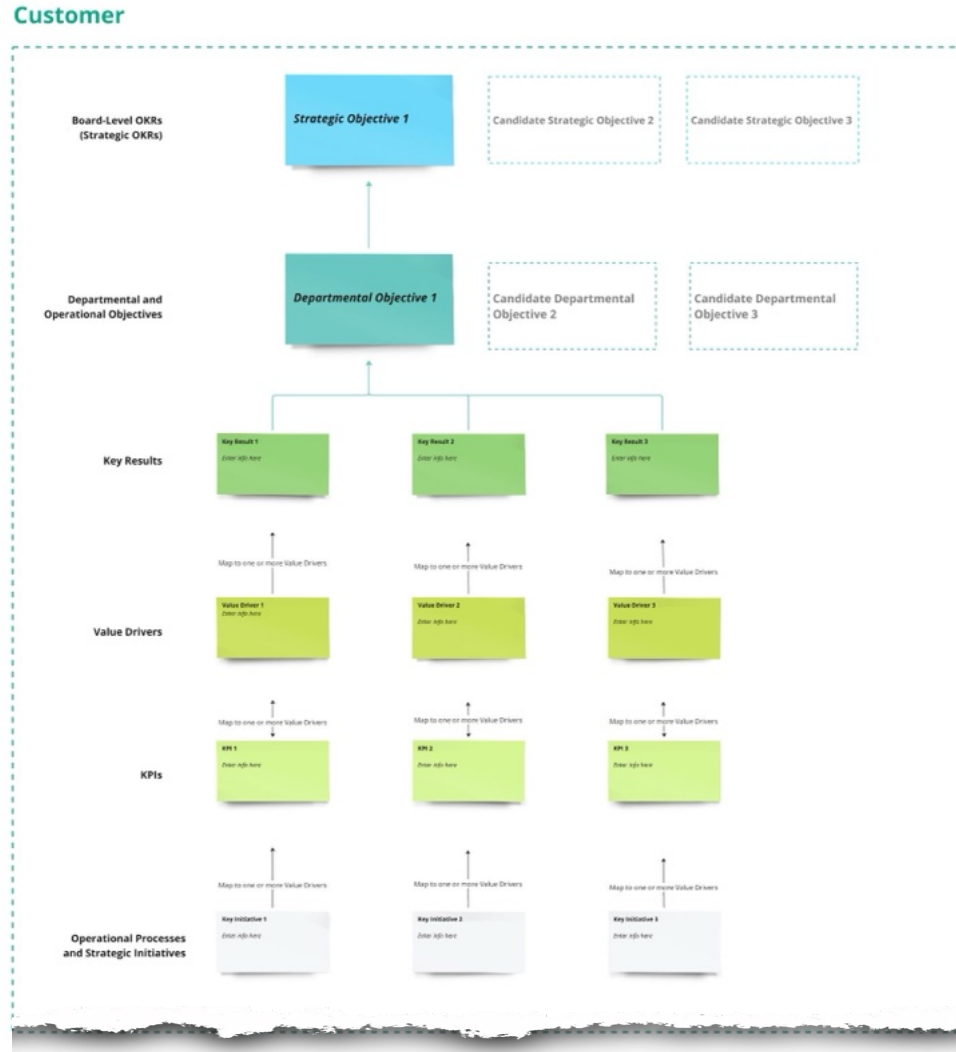 Customer
Board-Level OKRs
(Strategic OKRs)
Strategic Objective 1
Candidate Strategic Objective 2
Candidate Strategic Objective 3
Departmental and
Operational Objectives
Departmental Objective 1
Candidate Departmental
Objective 2
Candidate Departmental
Objective 3
Key Results
Key Result 1
Enter info here
Key Result 2
Enter info here
Key Result 3
Enter info here
Map to one or more Value Drivers
Map to one or more Value Drivers
Map to one or more Value Drivers
Value Drivers
Value Driver 1
Enter info here
Value Driver 2
Enter info here
Value Driver 3
Enter info here
Map to one or more Value Drivers
Map to one or more Value Drivers
Map to one or more Value Drivers
KPIs
KPI 1
Enter info here
KPI 2
Enter info here
KPI 3
Enter info here
Map to one or more Value Drivers
Map to one or more Value Drivers
Map to one or more Value Drivers
Operational Processes
and Strategic Initiatives
Key Initiative 1
Enter info here
Key Initiative 2
Enter info here
Key Initiative 3
Enter info here